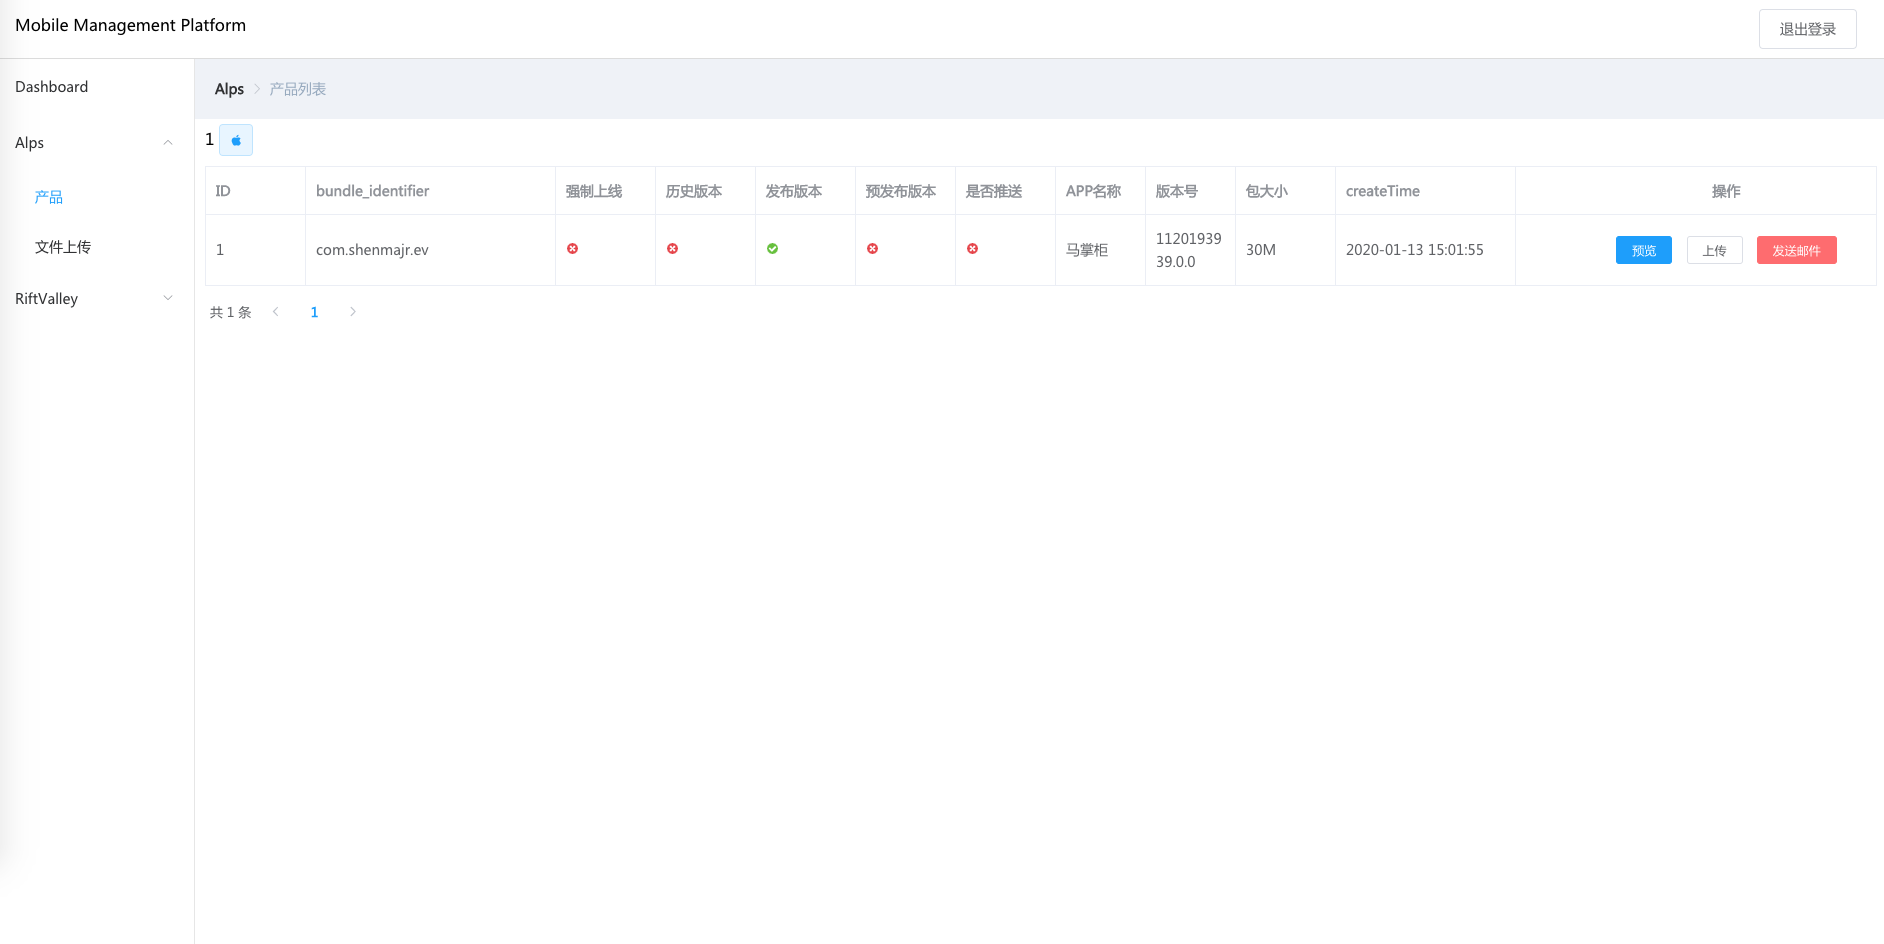 Mobile Management Platform
退出登录
Dashboard
Alps
产品
文件上传
RiftValley
Alps 产品列表
1
ID bundle_identifier 强制上线 历史版本 发布版本 预发布版本 是否推送 APP名称 版本号 包大小 createTime 操作
1 com.shenmajr.ev 马掌柜 11201939 30M 2020-01-13 15:01:55 预览 上传 发送邮件
39.0.0
共 1 条 1